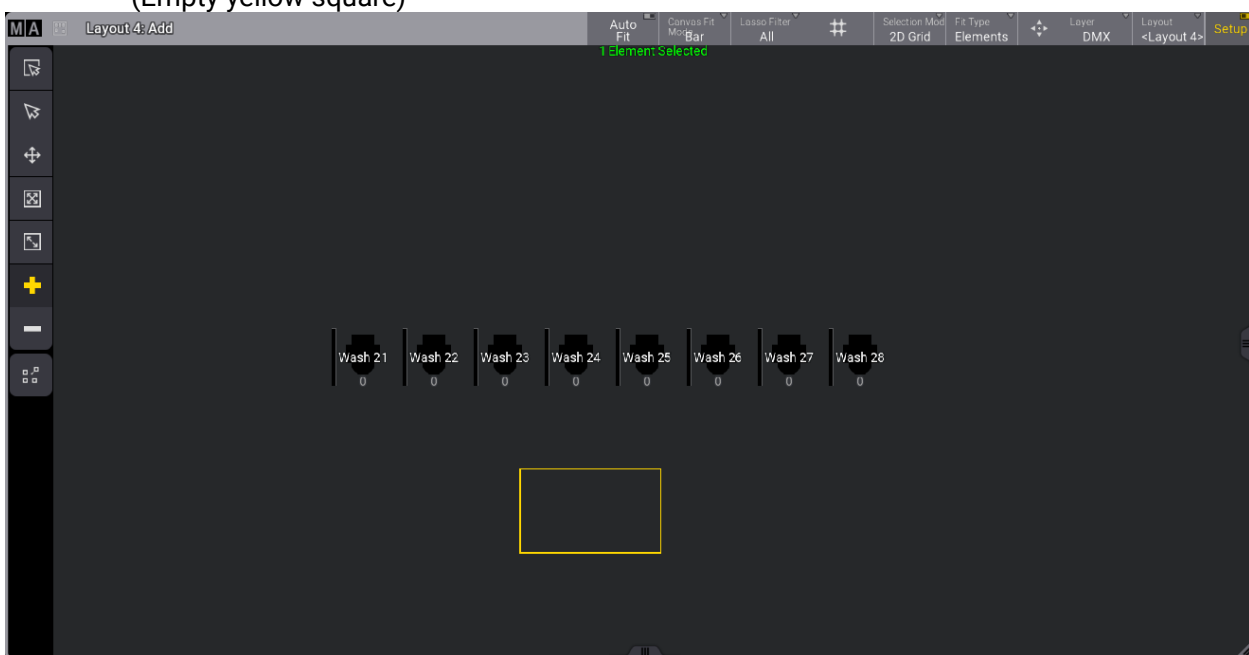 (Empty yellow square)
MA Layout 4: Add
Auto Fit
Canvas Fit Mode
Bar
Lasso Filter
All
Selection Mod
2D Grid
Fit Type
Elements
Layer
DMX
Layout
<Layout 4>
Setup
1 Element Selected
Wash 21 Wash 22 Wash 23 Wash 24 Wash 25 Wash 26 Wash 27 Wash 28
0 0 0 0 0 0 0 0